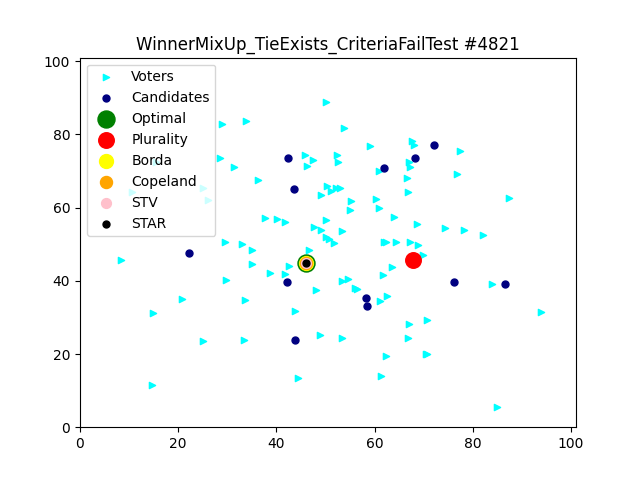 WinnerMixUp_TieExists_CriteriaFailTest #4821
100
80
60
40
20
0
Voters
Candidates
Optimal
Plurality
Borda
Copeland
STV
STAR
0 20 40 60 80 100